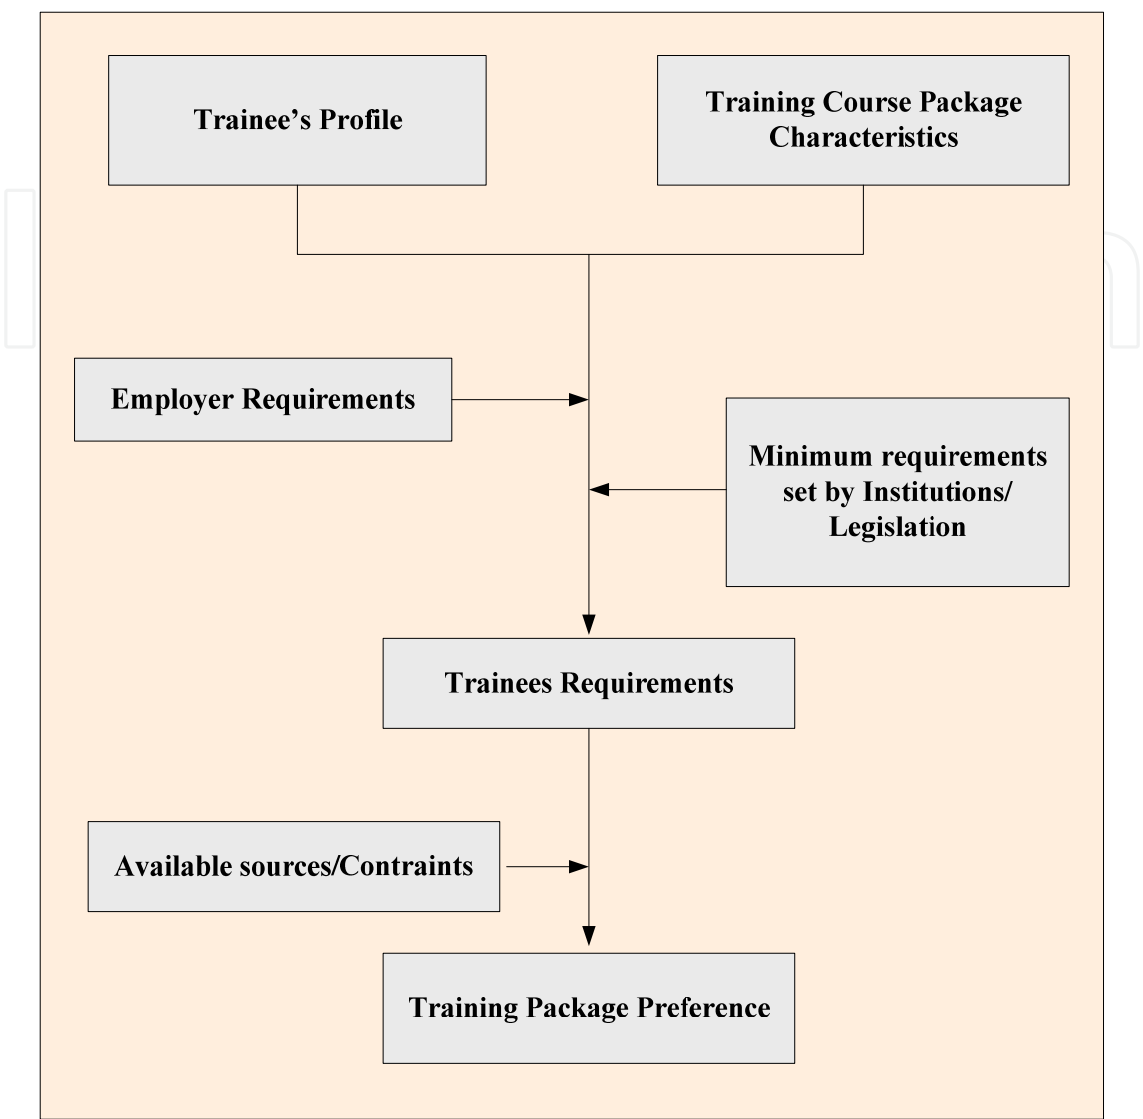 Trainee’s Profile
Training Course Package
Characteristics
Employer Requirements
Minimum requirements
set by Institutions/
Legislation
Trainees Requirements
Available sources/Contraints
Training Package Preference